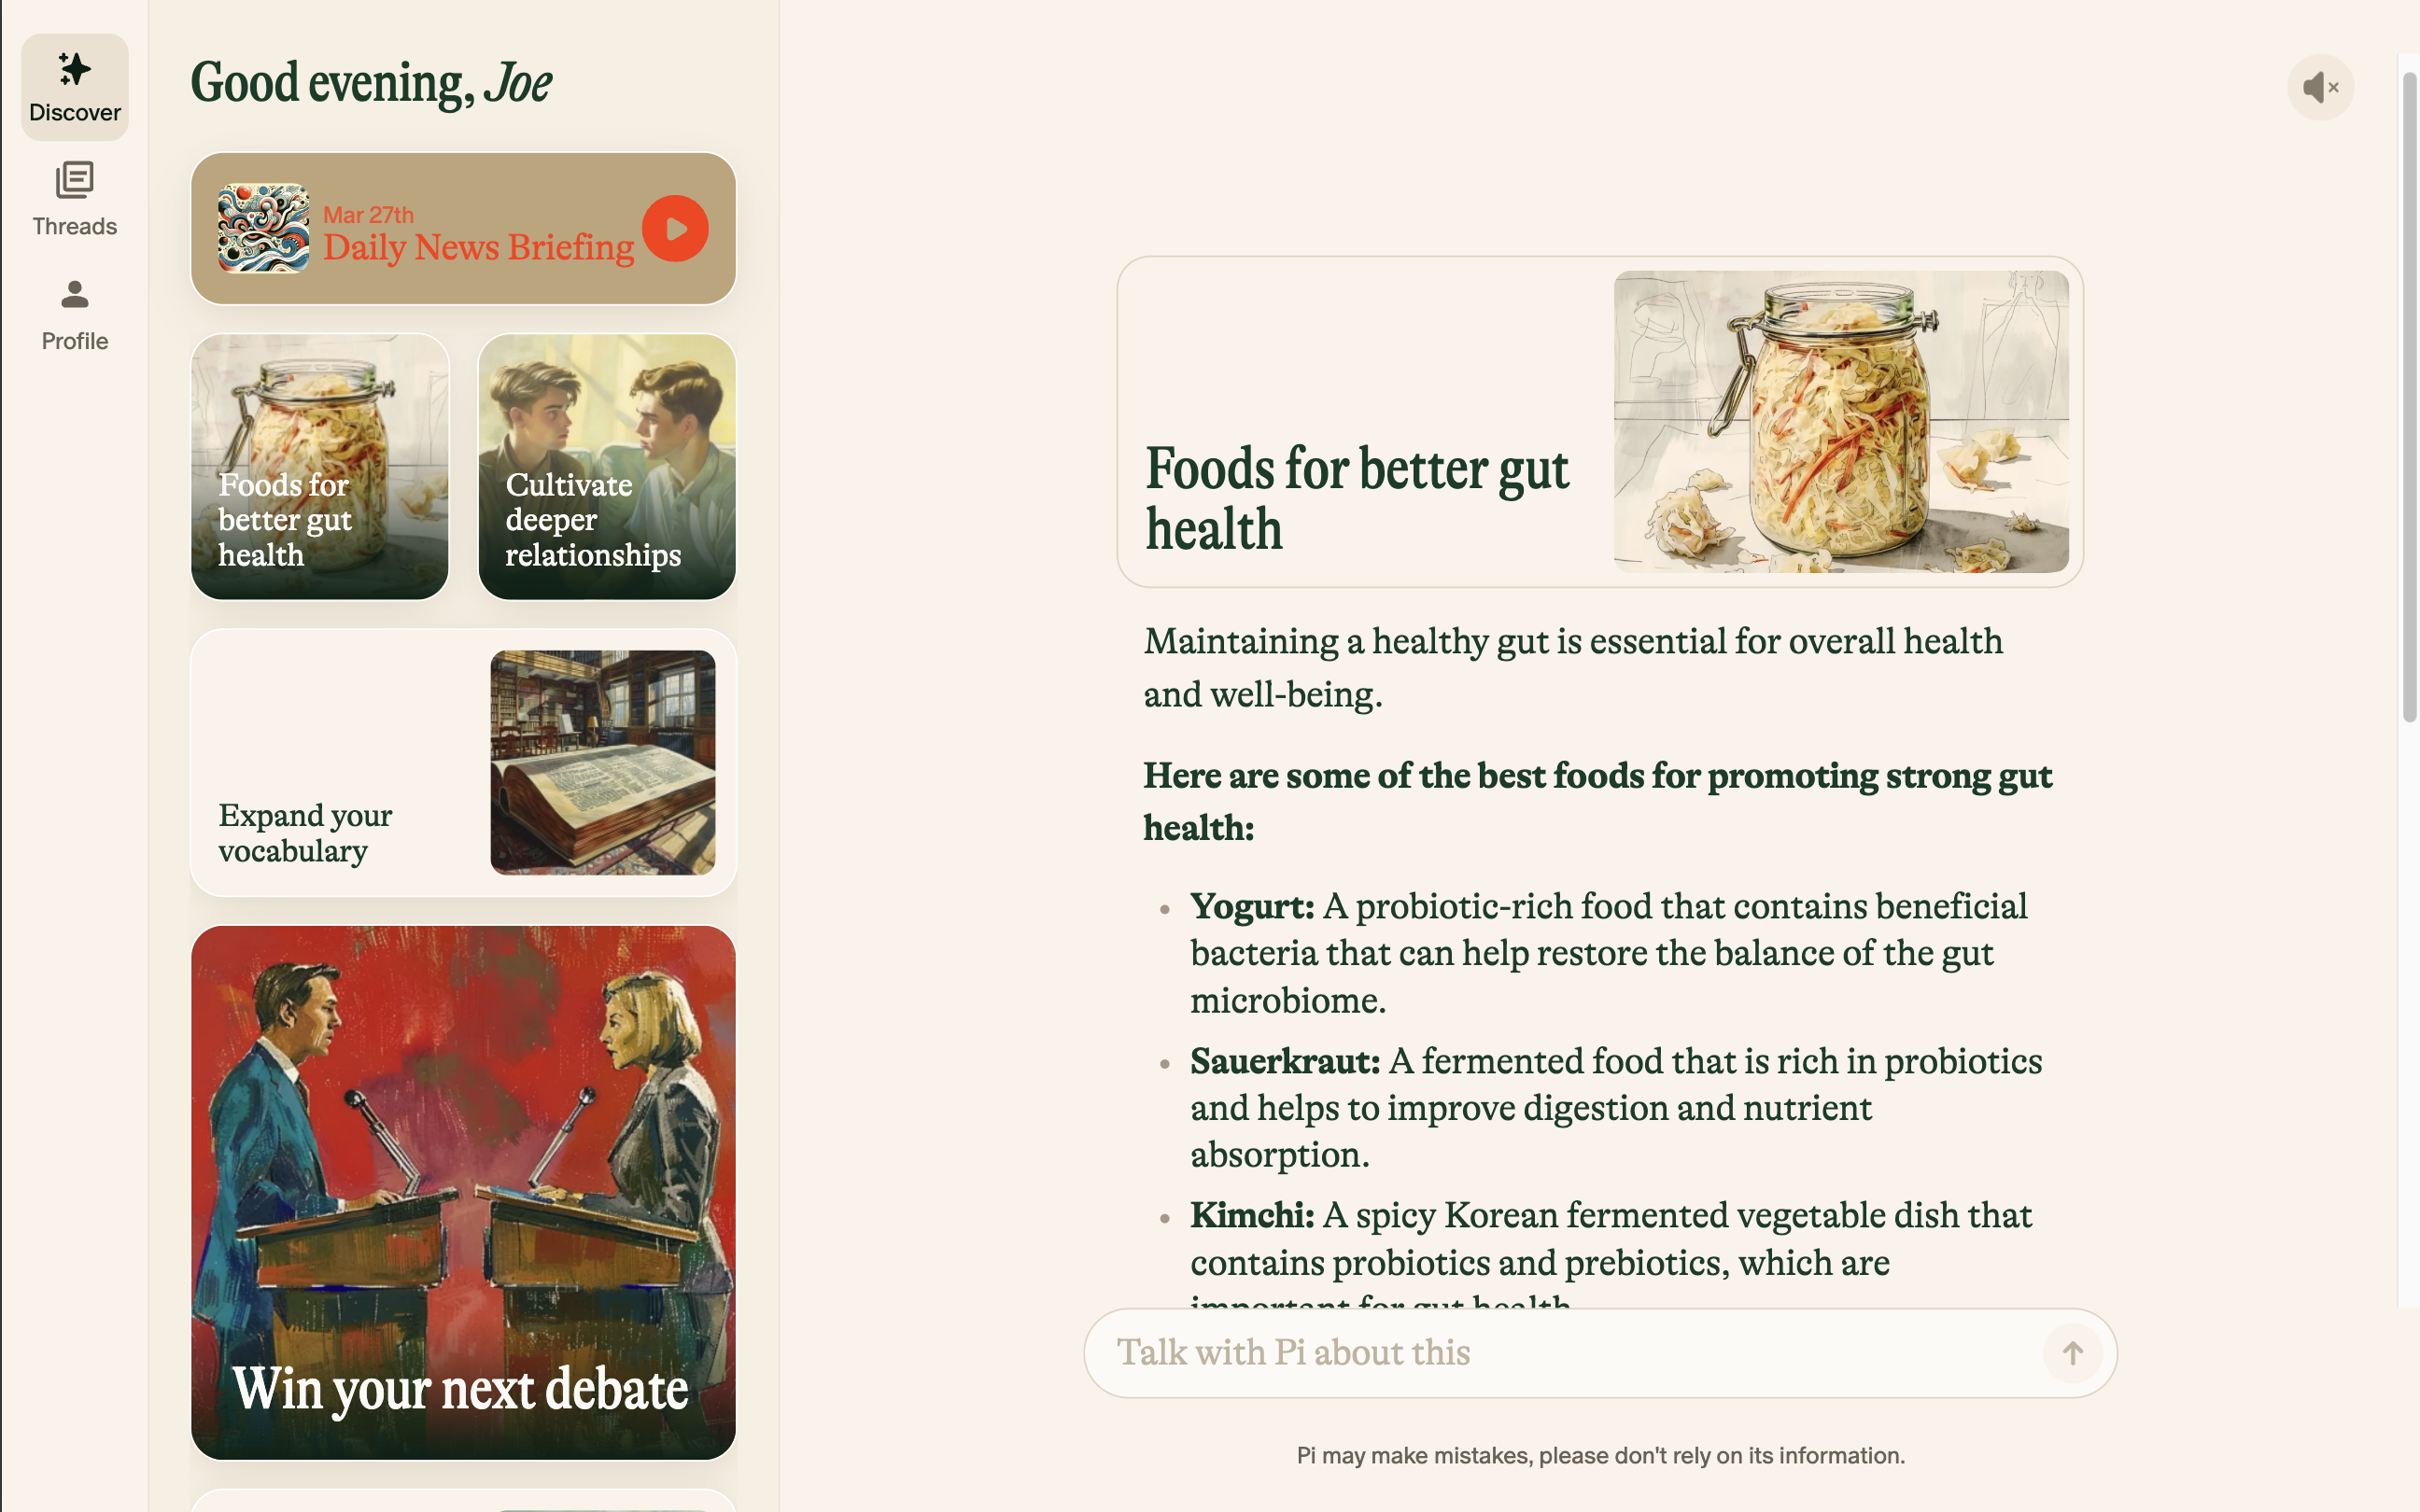 Discover
Threads
Profile
Good evening, Joe
Mar 27th
Daily News Briefing
Foods for
better gut
health
Cultivate
deeper
relationships
Expand your
vocabulary
Win your next debate
Foods for better gut
health
Maintaining a healthy gut is essential for overall health
and well-being.
Here are some of the best foods for promoting strong gut
health:
Yogurt: A probiotic-rich food that contains beneficial
bacteria that can help restore the balance of the gut
microbiome.
Sauerkraut: A fermented food that is rich in probiotics
and helps to improve digestion and nutrient
absorption.
Kimchi: A spicy Korean fermented vegetable dish that
contains probiotics and prebiotics, which are
important for gut health.
Talk with Pi about this
Pi may make mistakes, please don't rely on its information.